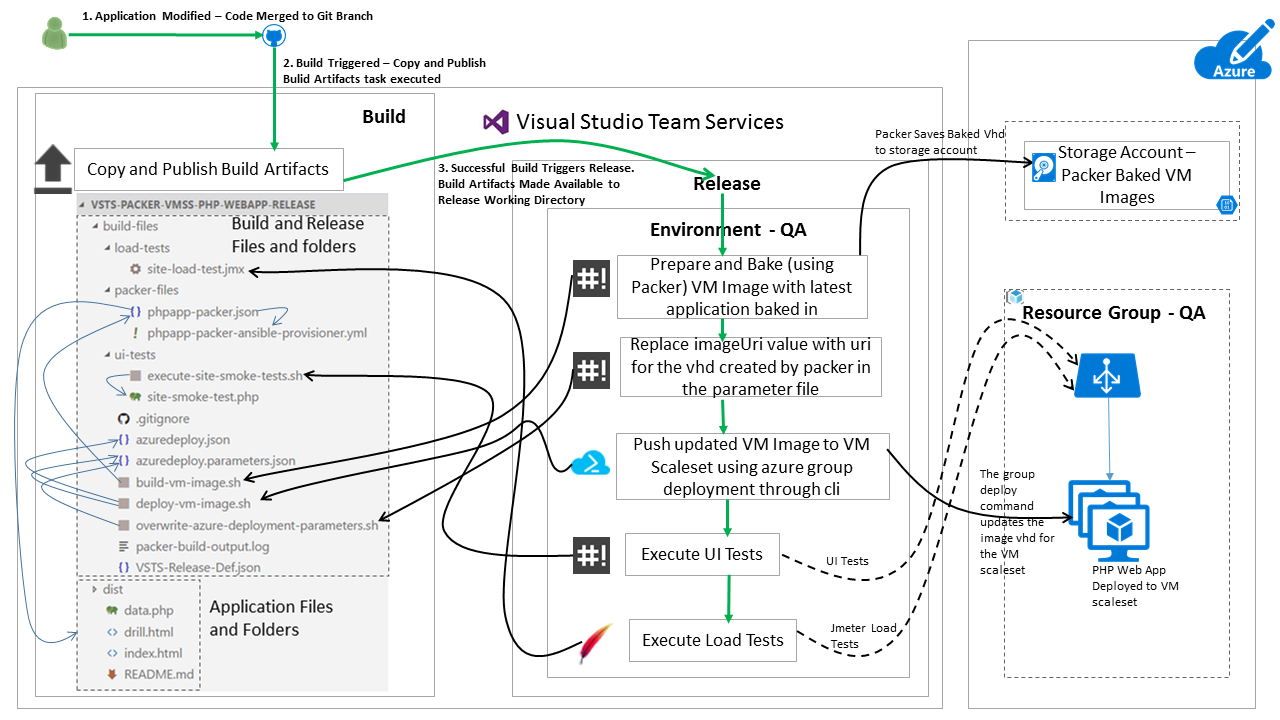 1. Application Modified – Code Merged to Git Branch
2. Build Triggered – Copy and Publish
Build Artifacts task executed
Azure
Build
Visual Studio Team Services
Copy and Publish Build Artifacts
3. Successful Build Triggers Release.
Build Artifacts Made Available to
Release Working Directory
Release
Packer Saves Baked Vhd
to storage account
Storage Account –
Packer Baked VM
Images
VSTS-PACKER-VMSS-PHP-WEBAPP-RELEASE
Build and Release
Files and folders
build-files
load-tests
site-load-test.jmx
packer-files
phpapp-packer.json
phpapp-packer-ansible-provisioner.yml
ui-tests
execute-site-smoke-tests.sh
site-smoke-test.php
.gitignore
azuredeploy.json
azuredeploy.parameters.json
build-vm-image.sh
deploy-vm-image.sh
overwrite-azure-deployment-parameters.sh
packer-build-output.log
VSTS-Release-Def.json
dist
data.php
drill.html
index.html
README.md
Application Files
and Folders
Environment - QA
#!
Prepare and Bake (using
Packer) VM Image with latest
application baked in
#!
Replace imageUri value with uri
for the vhd created by packer in
the parameter file
Push updated VM Image to VM
Scaleset using azure group
deployment through cli
#!
Execute UI Tests
Execute Load Tests
UI Tests
Jmeter Load
Tests
Resource Group - QA
The group
deploy
command
updates the
image vhd for
the VM
scaleset
PHP Web App
Deployed to VM
scaleset